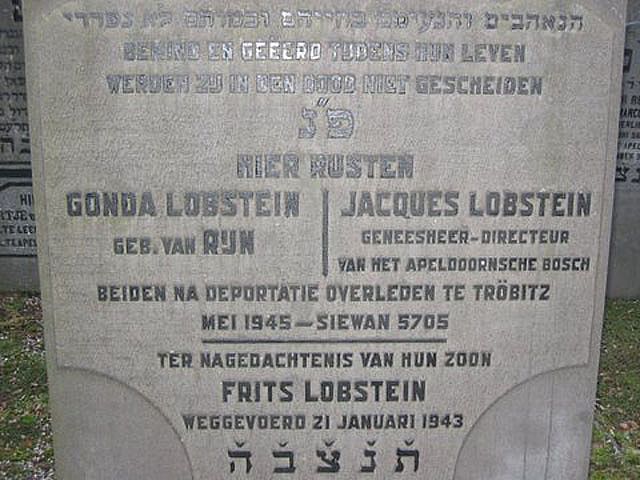 הנאהבים והנעימם בחייהם ובמותם לא נפרדו
BEMIND EN GEËERD TIJDENS HUN LEVEN
WERDEN ZIJ IN DEN DOOD NIET GESCHEIDEN
פ״נ
HIER RUSTEN
GONDA LOBSTEIN
GEB. VAN RIJN
JACQUES LOBSTEIN
GENEESHEER-DIRECTEUR
VAN HET APELDOORNSCHE BOSCH
BEIDEN NA DEPORTATIE OVERLEDEN TE TRÖBITZ
MEI 1945 — SIEWAN 5705
TER NAGEDACHTENIS VAN HUN ZOON
FRITS LOBSTEIN
WEGGEVOERD 21 JANUARI 1943
תנצבה